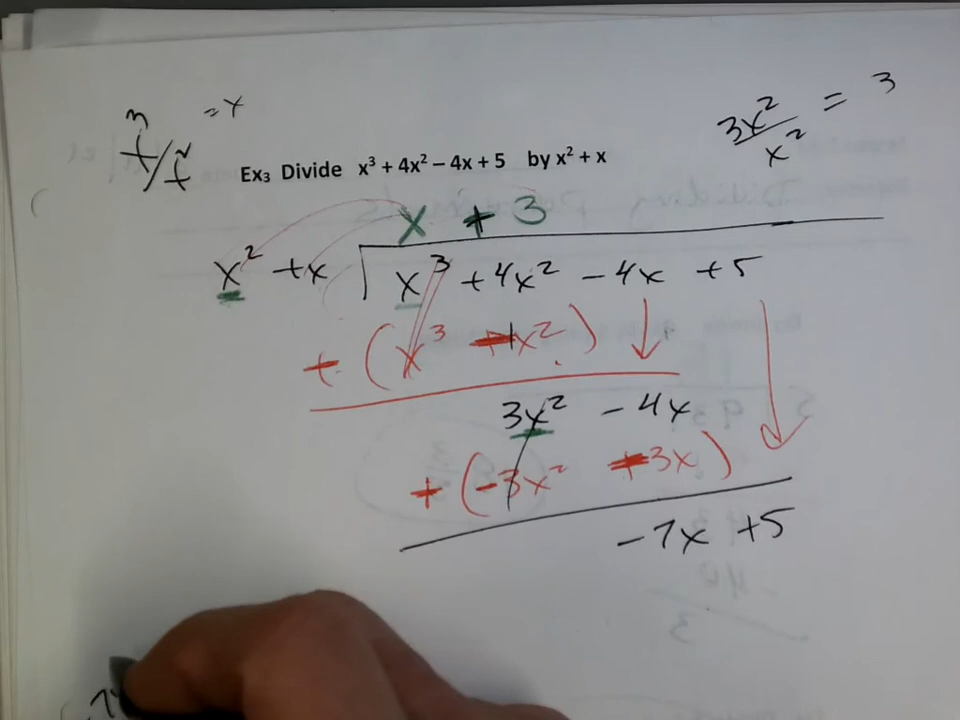 x³/x² = x
3x²/x² = 3
Ex3 Divide x³ + 4x² – 4x + 5 by x² + x
x + 3
x² + x x³ + 4x² - 4x + 5
+ (x³ + x²)
3x² - 4x
+ (-3x² - 3x)
-7x + 5